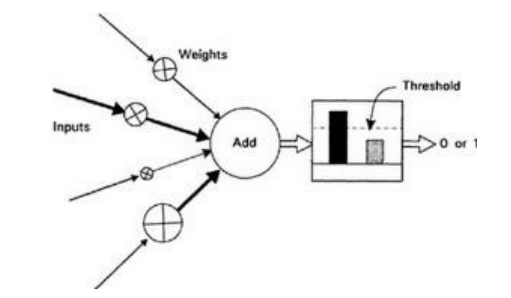 Weights
Threshold
Inputs
Add
0 or 1